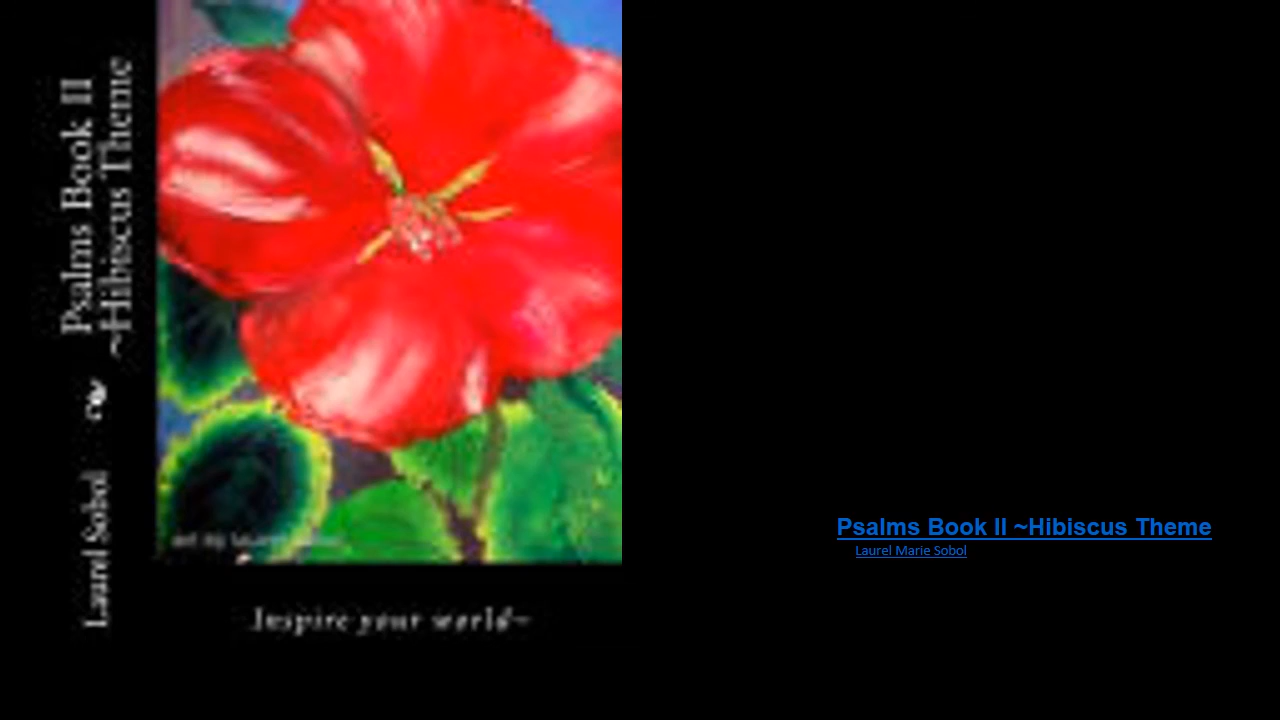 Psalms Book II
~Hibiscus Theme
Laurel Sobol
Inspire your world~
Psalms Book II ~Hibiscus Theme
Laurel Marie Sobol